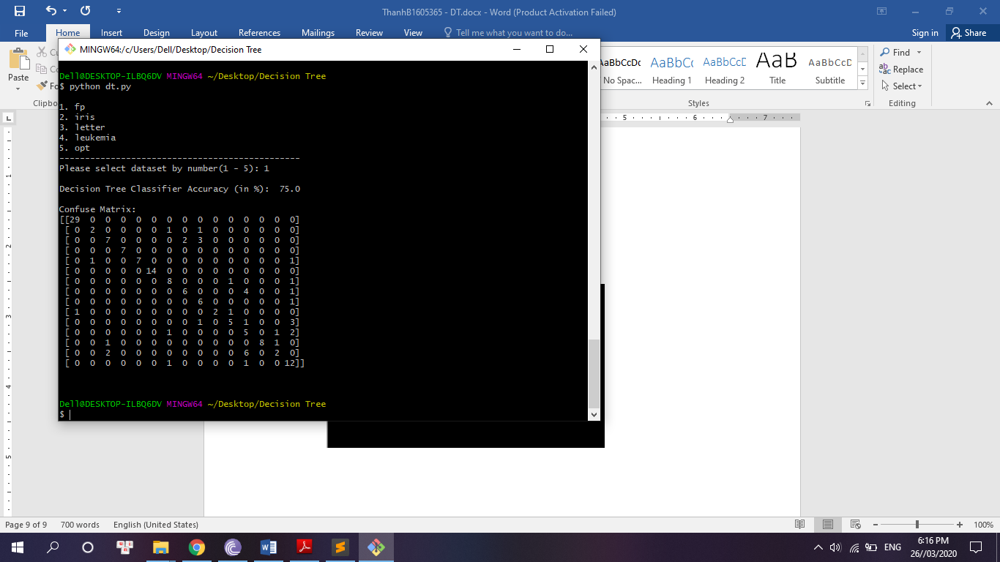 ThanhB1605365 - DT.docx - Word (Product Activation Failed)
File Home Insert Design Layout References Mailings Review View Tell me what you want to do... Sign in Share
MINGW64:/c/Users/Dell/Desktop/Decision Tree
Paste
Clipb
AaBbCcDc AaBbC AaBbCcC AaB AaBbCcC
No Spac... Heading 1 Heading 2 Title Subtitle
Styles
Find
Replace
Select
Editing
Dell@DESKTOP-ILBQ6DV MINGW64 ~/Desktop/Decision Tree
$ python dt.py
1. fp
2. iris
3. letter
4. leukemia
5. opt
-----------------------------------------------
Please select dataset by number(1 - 5): 1
Decision Tree Classifier Accuracy (in %):  75.0
Confuse Matrix:
[[29  0  0  0  0  0  0  0  0  0  0  0  0  0  0]
 [ 0  2  0  0  0  0  1  0  1  0  0  0  0  0  0]
 [ 0  0  7  0  0  0  0  2  3  0  0  0  0  0  0]
 [ 0  0  0  7  0  0  0  0  0  0  0  0  0  0  0]
 [ 0  1  0  0  7  0  0  0  0  0  0  0  0  0  1]
 [ 0  0  0  0  0 14  0  0  0  0  0  0  0  0  0]
 [ 0  0  0  0  0  0  8  0  0  0  1  0  0  0  1]
 [ 0  0  0  0  0  0  0  6  0  0  0  4  0  0  1]
 [ 0  0  0  0  0  0  0  0  6  0  0  0  0  0  1]
 [ 1  0  0  0  0  0  0  0  0  2  1  0  0  0  0]
 [ 0  0  0  0  0  0  0  0  1  0  5  1  0  0  3]
 [ 0  0  0  0  0  0  1  0  0  0  0  5  0  1  2]
 [ 0  0  1  0  0  0  0  0  0  0  0  0  8  1  0]
 [ 0  0  2  0  0  0  0  0  0  0  0  6  0  2  0]
 [ 0  0  0  0  0  0  1  0  0  0  0  1  0  0 12]]
Dell@DESKTOP-ILBQ6DV MINGW64 ~/Desktop/Decision Tree
$
5 6 7
1
2
3
4
5
Page 9 of 9 700 words English (United States) 100%
ENG
6:16 PM
26//03/2020